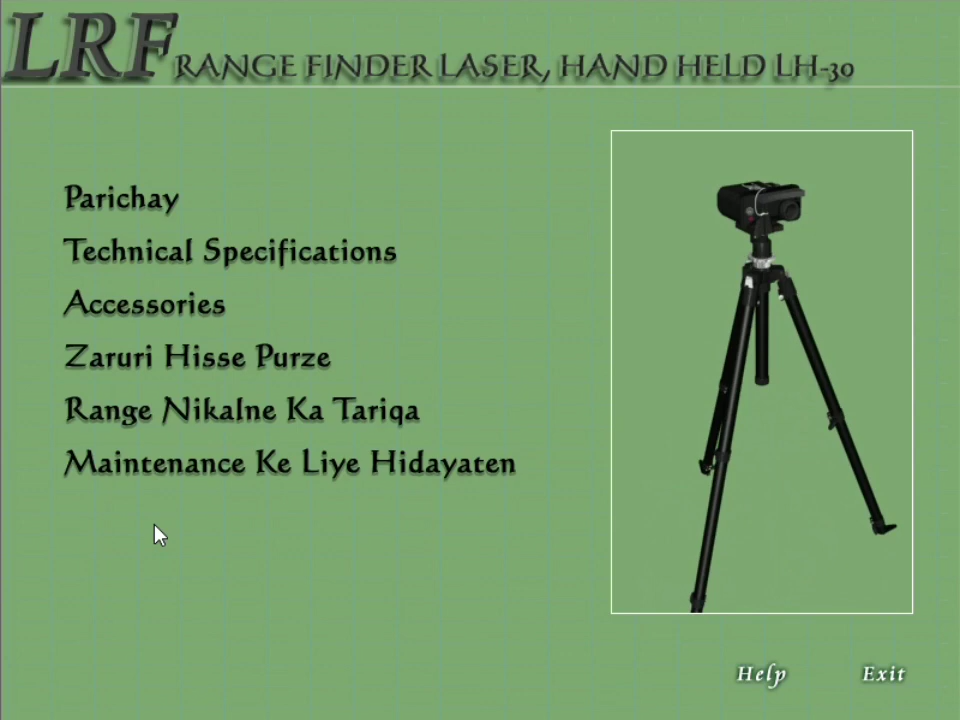 LRF RANGE FINDER LASER, HAND HELD LH-30
Parichay
Technical Specifications
Accessories
Zaruri Hisse Purze
Range Nikalne Ka Tariqa
Maintenance Ke Liye Hidayaten
Help Exit